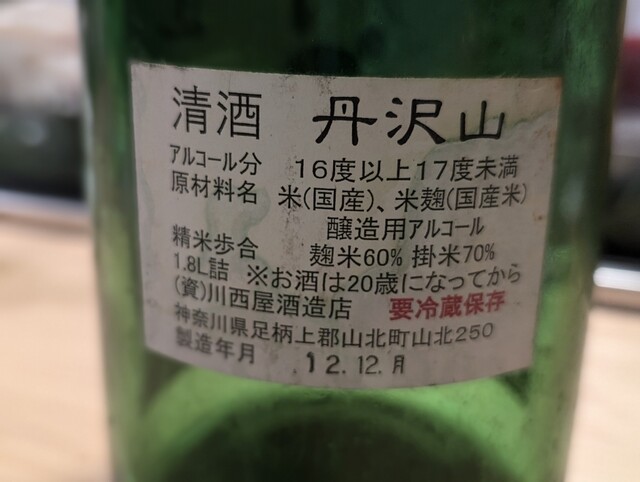 清酒 丹沢山
アルコール分 16度以上17度未満
原材料名 米(国産)、米麹(国産米)
醸造用アルコール
精米歩合 麹米60% 掛米70%
1.8L詰 ※お酒は20歳になってから
(資)川西屋酒造店 要冷蔵保存
神奈川県足柄上郡山北町山北250
製造年月 12.12.月